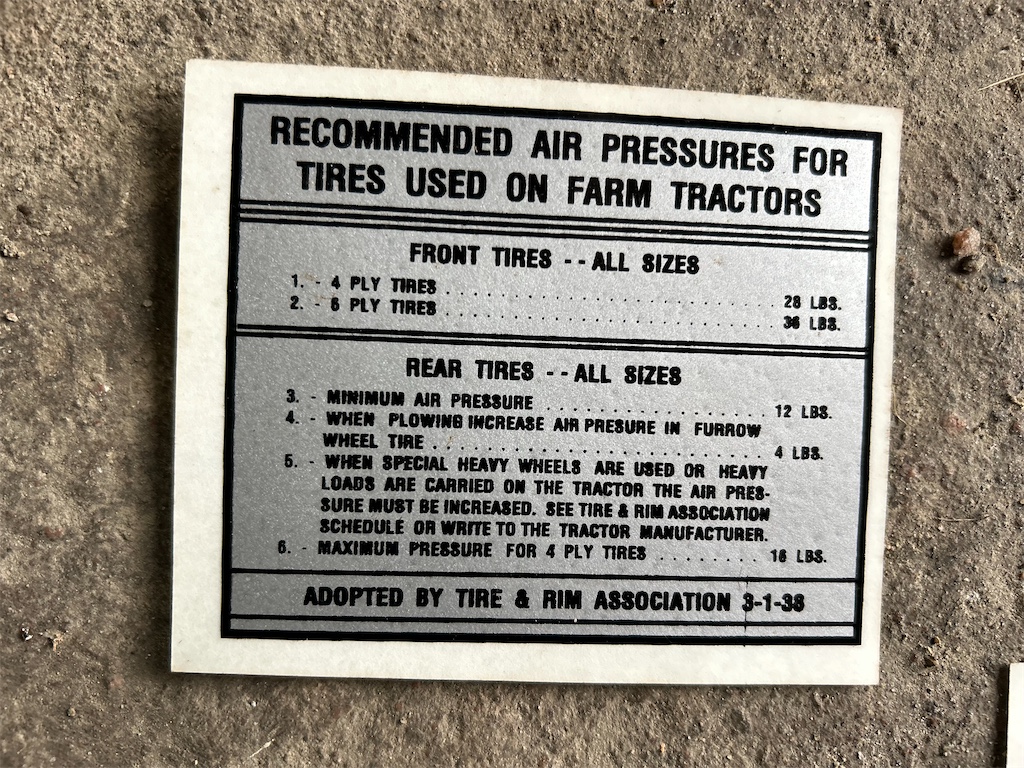 RECOMMENDED AIR PRESSURES FOR
TIRES USED ON FARM TRACTORS
FRONT TIRES -- ALL SIZES
1. - 4 PLY TIRES . . . . . . . . . . . . . . . . . . . . . . . . . . . . 28 LBS.
2. - 6 PLY TIRES . . . . . . . . . . . . . . . . . . . . . . . . . . . . 36 LBS.
REAR TIRES -- ALL SIZES
3. - MINIMUM AIR PRESSURE . . . . . . . . . . . . . . . . . . . 12 LBS.
4. - WHEN PLOWING INCREASE AIR PRESURE IN FURROW
WHEEL TIRE . . . . . . . . . . . . . . . . . . . . . . . . . . . . . 4 LBS.
5. - WHEN SPECIAL HEAVY WHEELS ARE USED OR HEAVY
LOADS ARE CARRIED ON THE TRACTOR THE AIR PRES-
SURE MUST BE INCREASED. SEE TIRE & RIM ASSOCIATION
SCHEDULE OR WRITE TO THE TRACTOR MANUFACTURER.
6. - MAXIMUM PRESSURE FOR 4 PLY TIRES . . . . . . . . . 16 LBS.
ADOPTED BY TIRE & RIM ASSOCIATION 3-1-38